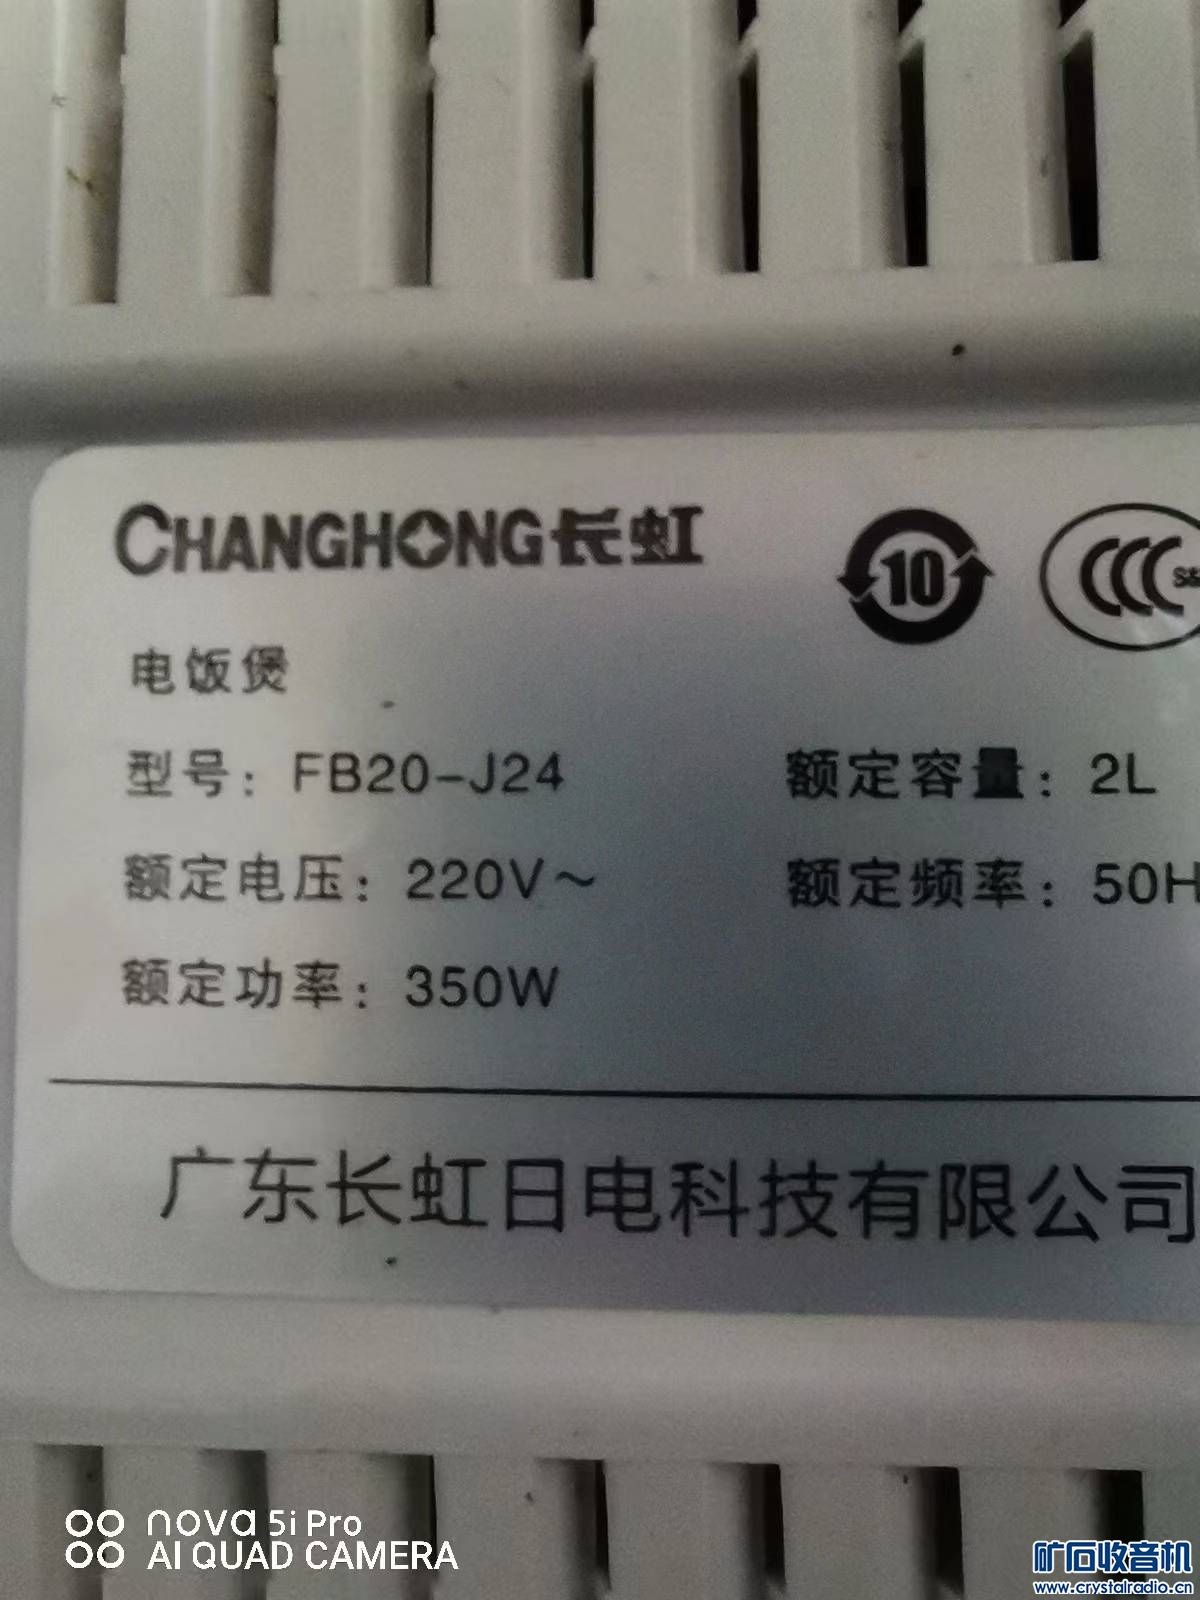 CHANGHONG长虹
10
CCC S&
电饭煲
型号：FB20-J24 额定容量：2L
额定电压：220V~ 额定频率：50H
额定功率：350W
广东长虹日电科技有限公司
nova 5i Pro
AI QUAD CAMERA
矿石收音机
www.crystalradio.cn